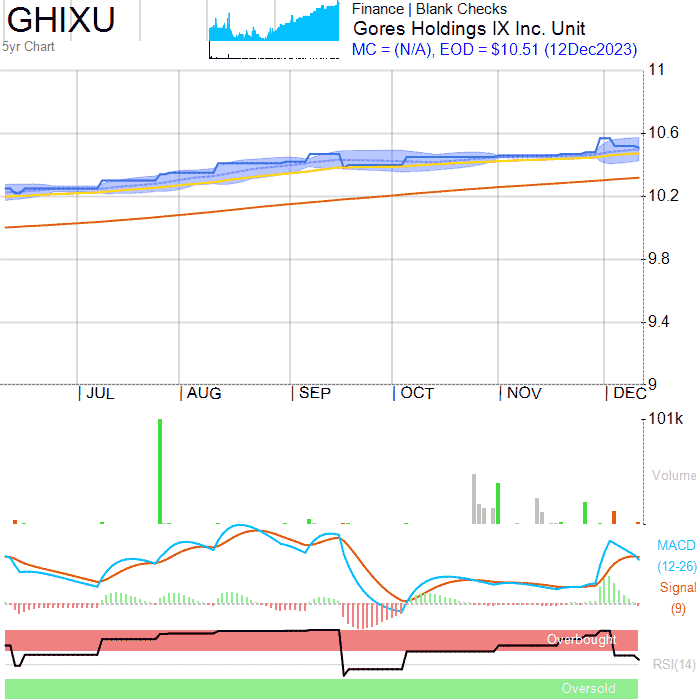 GHIXU
5yr Chart
Finance | Blank Checks
Gores Holdings IX Inc. Unit
MC = (N/A), EOD = $10.51 (12Dec2023)
11
10.6
10.2
9.8
9.4
9
| JUL | AUG | SEP | OCT | NOV | DEC
101k
Volume
MACD
(12-26)
Signal
(9)
Overbought
RSI(14)
Oversold